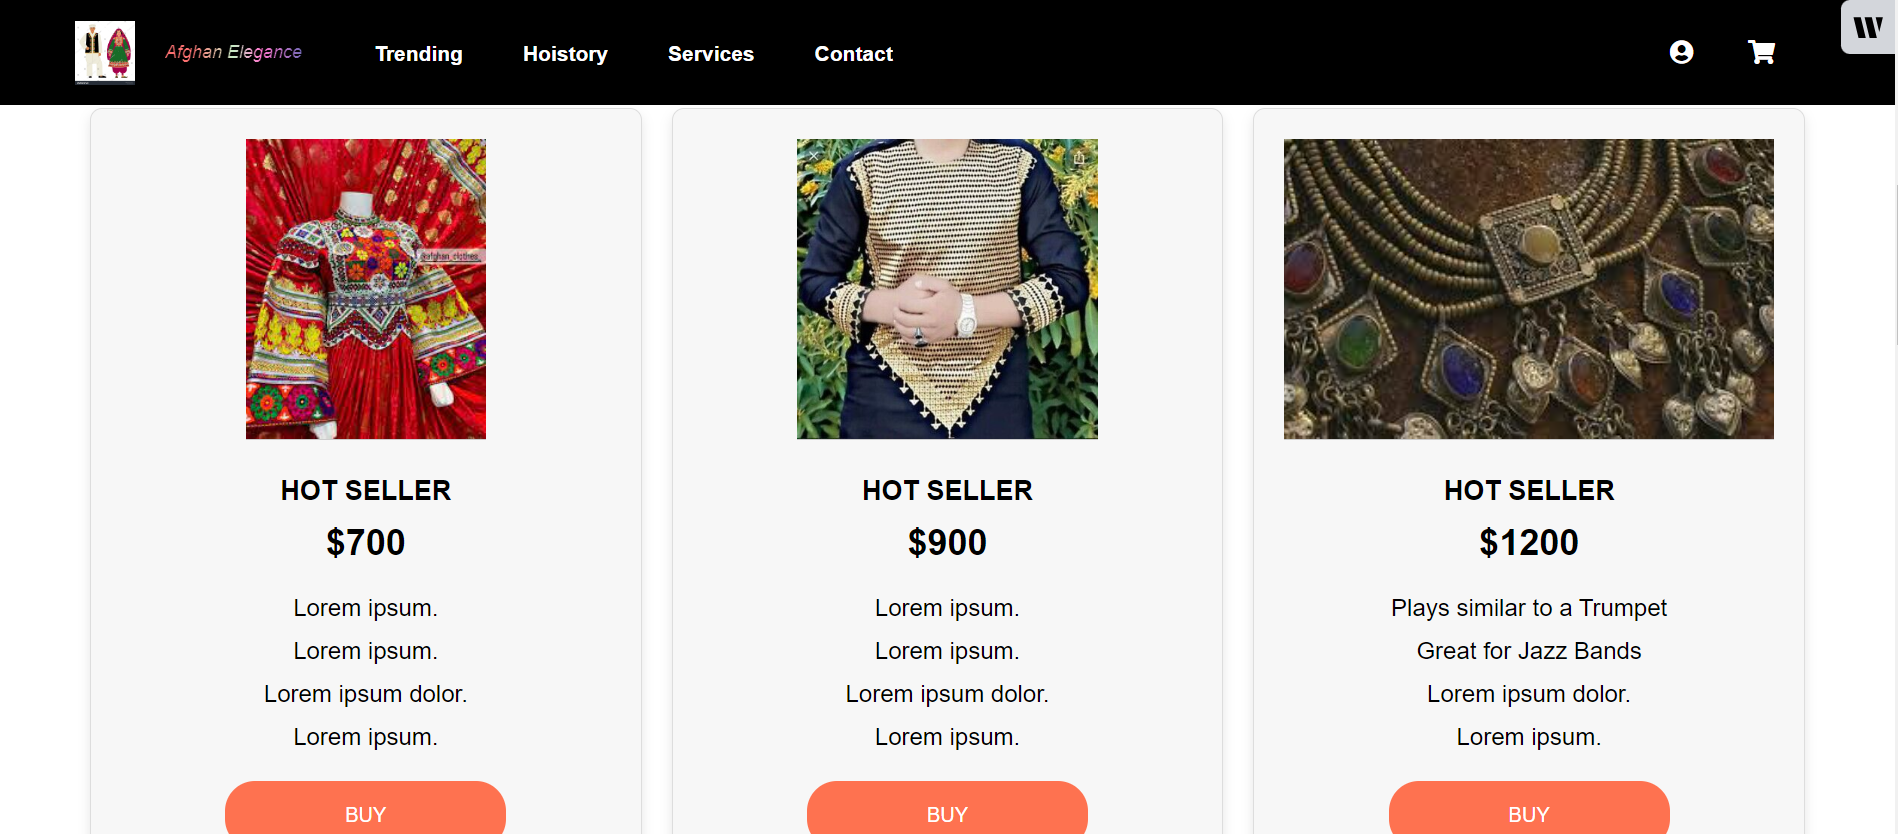 Afghan Elegance
Trending
Hoistory
Services
Contact
W
@afghan_clothes_
HOT SELLER
$700
Lorem ipsum.
Lorem ipsum.
Lorem ipsum dolor.
Lorem ipsum.
BUY
HOT SELLER
$900
Lorem ipsum.
Lorem ipsum.
Lorem ipsum dolor.
Lorem ipsum.
BUY
HOT SELLER
$1200
Plays similar to a Trumpet
Great for Jazz Bands
Lorem ipsum dolor.
Lorem ipsum.
BUY